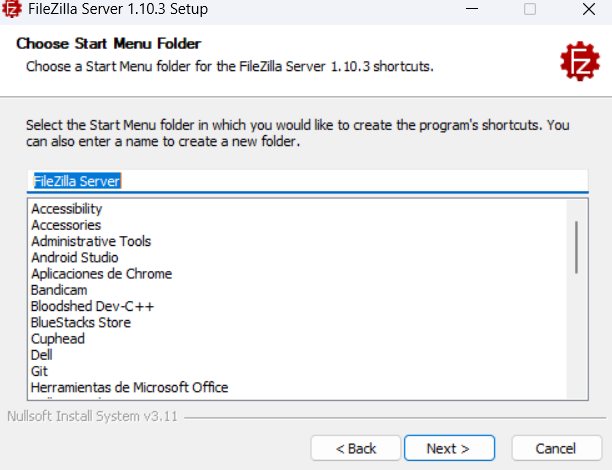 FileZilla Server 1.10.3 Setup
Choose Start Menu Folder
Choose a Start Menu folder for the FileZilla Server 1.10.3 shortcuts.
Fz
Select the Start Menu folder in which you would like to create the program's shortcuts. You
can also enter a name to create a new folder.
FileZilla Server
Accessibility
Accessories
Administrative Tools
Android Studio
Aplicaciones de Chrome
Bandicam
Bloodshed Dev-C++
BlueStacks Store
Cuphead
Dell
Git
Herramientas de Microsoft Office
Nullsoft Install System v3.11
< Back
Next >
Cancel